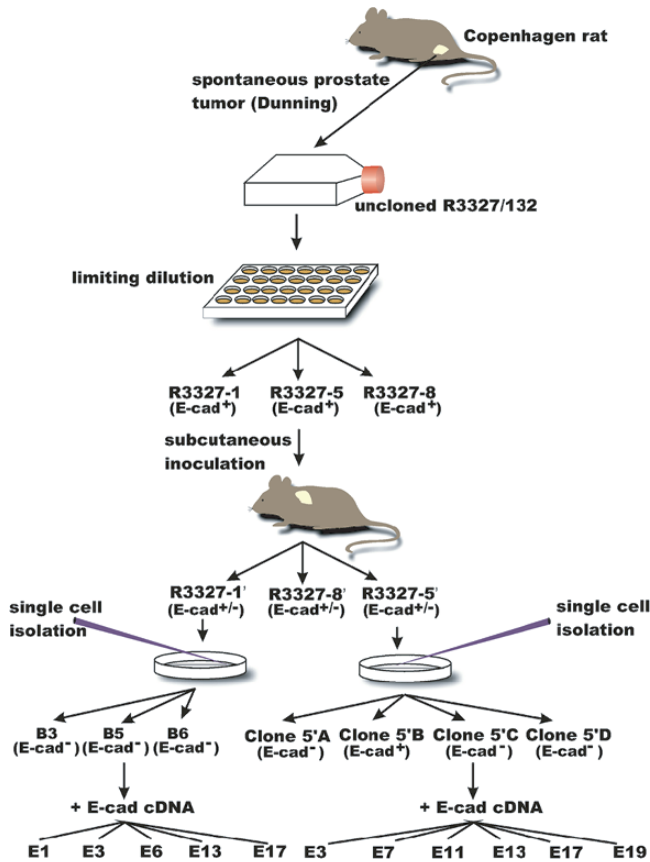 Copenhagen rat
spontaneous prostate
tumor (Dunning)
uncloned R3327/132
limiting dilution
R3327-1 R3327-5 R3327-8
(E-cad+) (E-cad+) (E-cad+)
subcutaneous
inoculation
R3327-1' R3327-8' R3327-5'
(E-cad+/-) (E-cad+/-) (E-cad+/-)
single cell
isolation
single cell
isolation
B3 B5 B6
(E-cad-) (E-cad-) (E-cad-)
Clone 5'A Clone 5'B Clone 5'C Clone 5'D
(E-cad-) (E-cad+) (E-cad-) (E-cad-)
+ E-cad cDNA
+ E-cad cDNA
E1 E3 E6 E13 E17
E3 E7 E11 E13 E17 E19